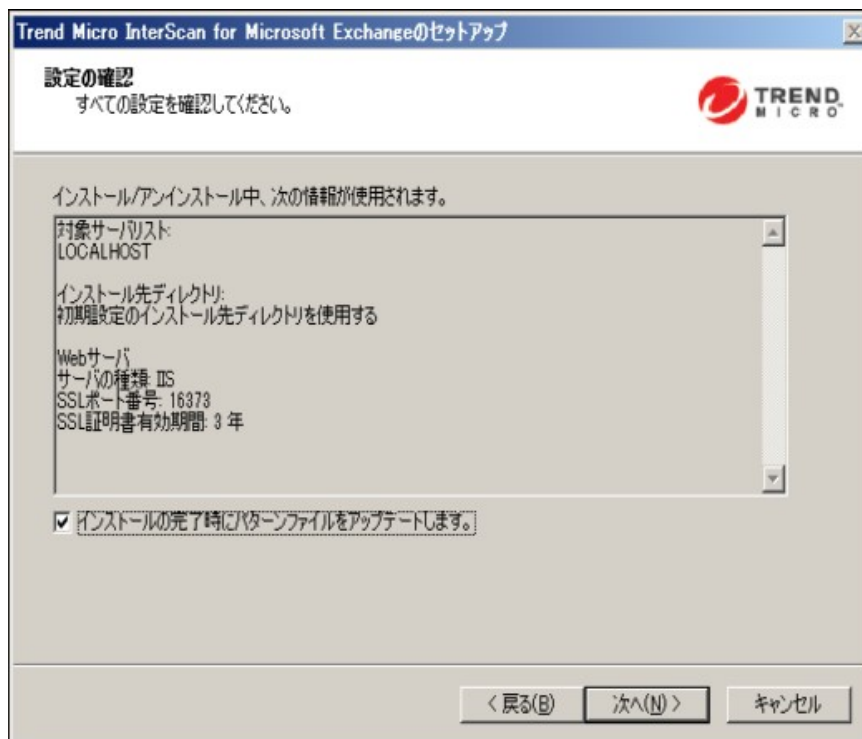 Trend Micro InterScan for Microsoft Exchangeのセットアップ
設定の確認
すべての設定を確認してください。
TREND
MICRO
インストール/アンインストール中、次の情報が使用されます。
対象サーバリスト:
LOCALHOST
インストール先ディレクトリ:
初期設定のインストール先ディレクトリを使用する
Webサーバ
サーバの種類: IIS
SSLポート番号: 16373
SSL証明書有効期間: 3 年
インストールの完了時にパターンファイルをアップデートします。
< 戻る(B)
次へ(N) >
キャンセル